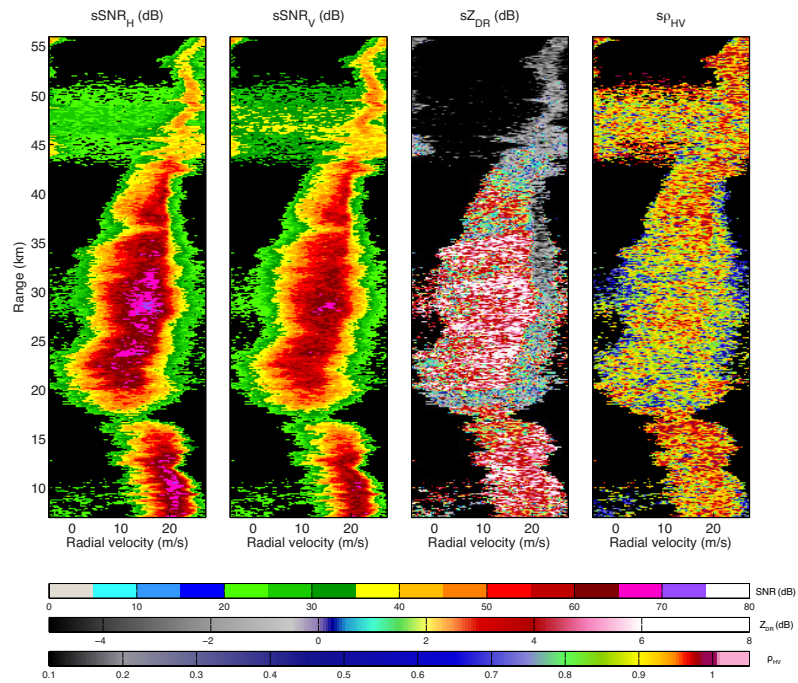 sSNR_H (dB) sSNR_V (dB) sZ_DR (dB) sρ_HV
55
50
45
40
35
30
25
20
15
10
Range (km)
0 10 20 0 10 20 0 10 20 0 10 20
Radial velocity (m/s) Radial velocity (m/s) Radial velocity (m/s) Radial velocity (m/s)
SNR (dB)
0 10 20 30 40 50 60 70 80
Z_DR (dB)
−4 −2 0 2 4 6 8
ρ_HV
0.1 0.2 0.3 0.4 0.5 0.6 0.7 0.8 0.9 1